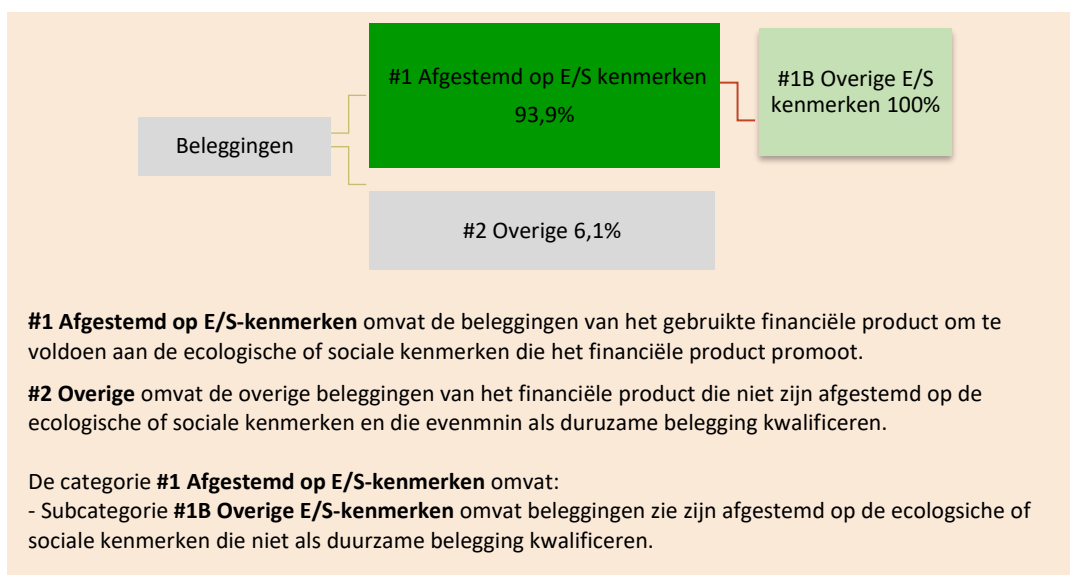 #1 Afgestemd op E/S kenmerken
93,9%
#1B Overige E/S
kenmerken 100%
Beleggingen
#2 Overige 6,1%
#1 Afgestemd op E/S-kenmerken omvat de beleggingen van het gebruikte financiële product om te
voldoen aan de ecologische of sociale kenmerken die het financiële product promoot.
#2 Overige omvat de overige beleggingen van het financiële product die niet zijn afgestemd op de
ecologische of sociale kenmerken en die evenmnin als duruzame belegging kwalificeren.
De categorie #1 Afgestemd op E/S-kenmerken omvat:
- Subcategorie #1B Overige E/S-kenmerken omvat beleggingen zie zijn afgestemd op de ecologsiche of
sociale kenmerken die niet als duurzame belegging kwalificeren.